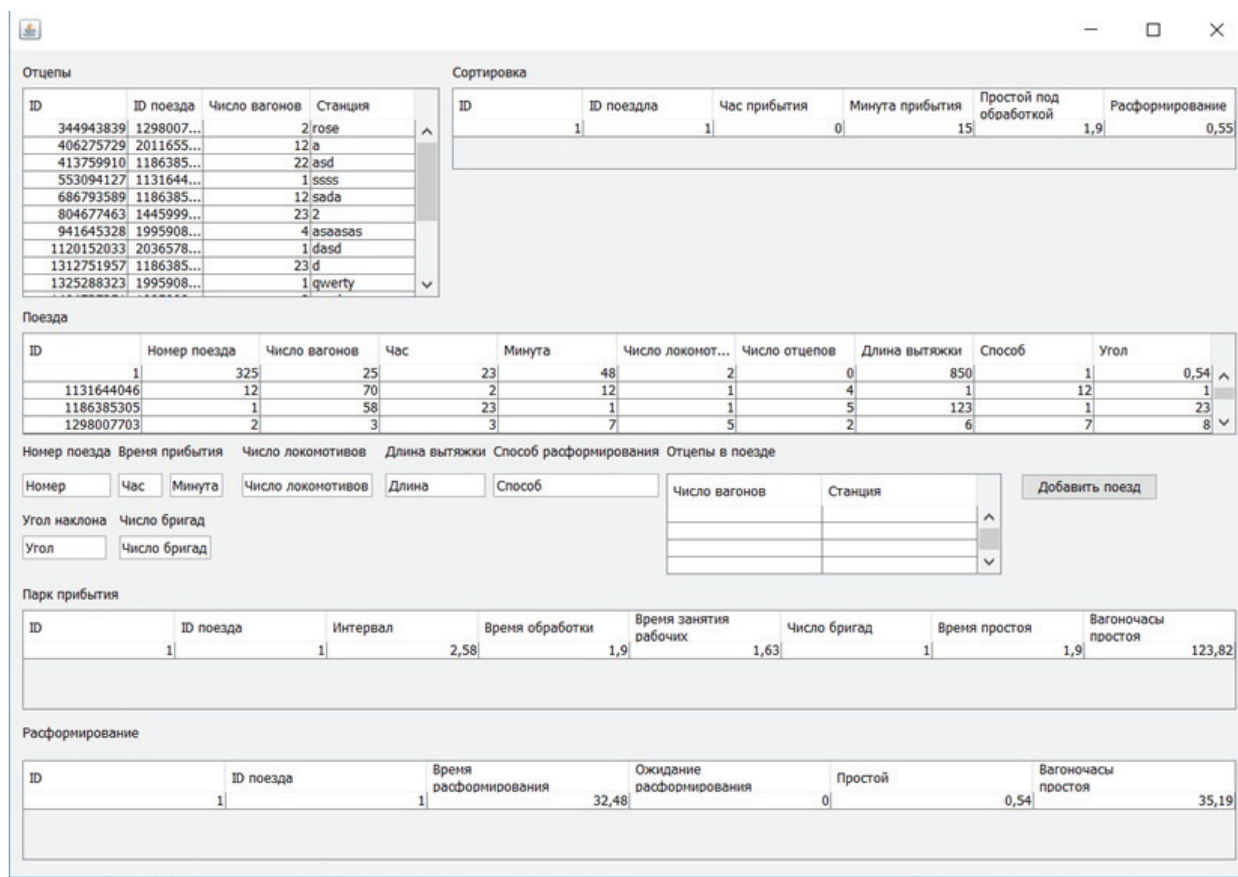 Отцепы
ID ID поезда Число вагонов Станция
344943839 1298007... 2 rose
406275729 2011655... 12 a
413759910 1186385... 22 asd
553094127 1131644... 1 ssss
686793589 1186385... 12 sada
804677463 1445999... 23 2
941645328 1995908... 4 asaasas
1120152033 2036578... 1 dasd
1312751957 1186385... 23 d
1325288323 1995908... 1 qwerty
Сортировка
ID ID поездла Час прибытия Минута прибытия Простой под обработкой Расформирование
1 1 0 15 1,9 0,55
Поезда
ID Номер поезда Число вагонов Час Минута Число локомот... Число отцепов Длина вытяжки Способ Угол
1 325 25 23 48 2 0 850 1 0,54
1131644046 12 70 2 12 1 4 1 12 1
1186385305 1 58 23 1 1 5 123 1 23
1298007703 2 3 3 7 5 2 6 7 8
Номер поезда Время прибытия Число локомотивов Длина вытяжки Способ расформирования Отцепы в поезде
Номер Час Минута Число локомотивов Длина Способ
Число вагонов Станция
Добавить поезд
Угол наклона Число бригад
Угол Число бригад
Парк прибытия
ID ID поезда Интервал Время обработки Время занятия рабочих Число бригад Время простоя Вагоночасы простоя
1 1 2,58 1,9 1,63 1 1,9 123,82
Расформирование
ID ID поезда Время расформирования Ожидание расформирования Простой Вагоночасы простоя
1 1 32,48 0 0,54 35,19